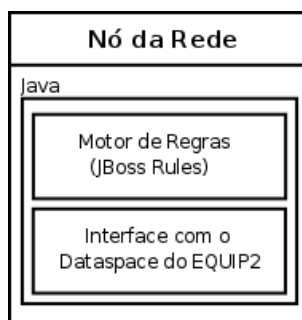 Nó da Rede
Java
Motor de Regras
(JBoss Rules)
Interface com o
Dataspace do EQUIP2